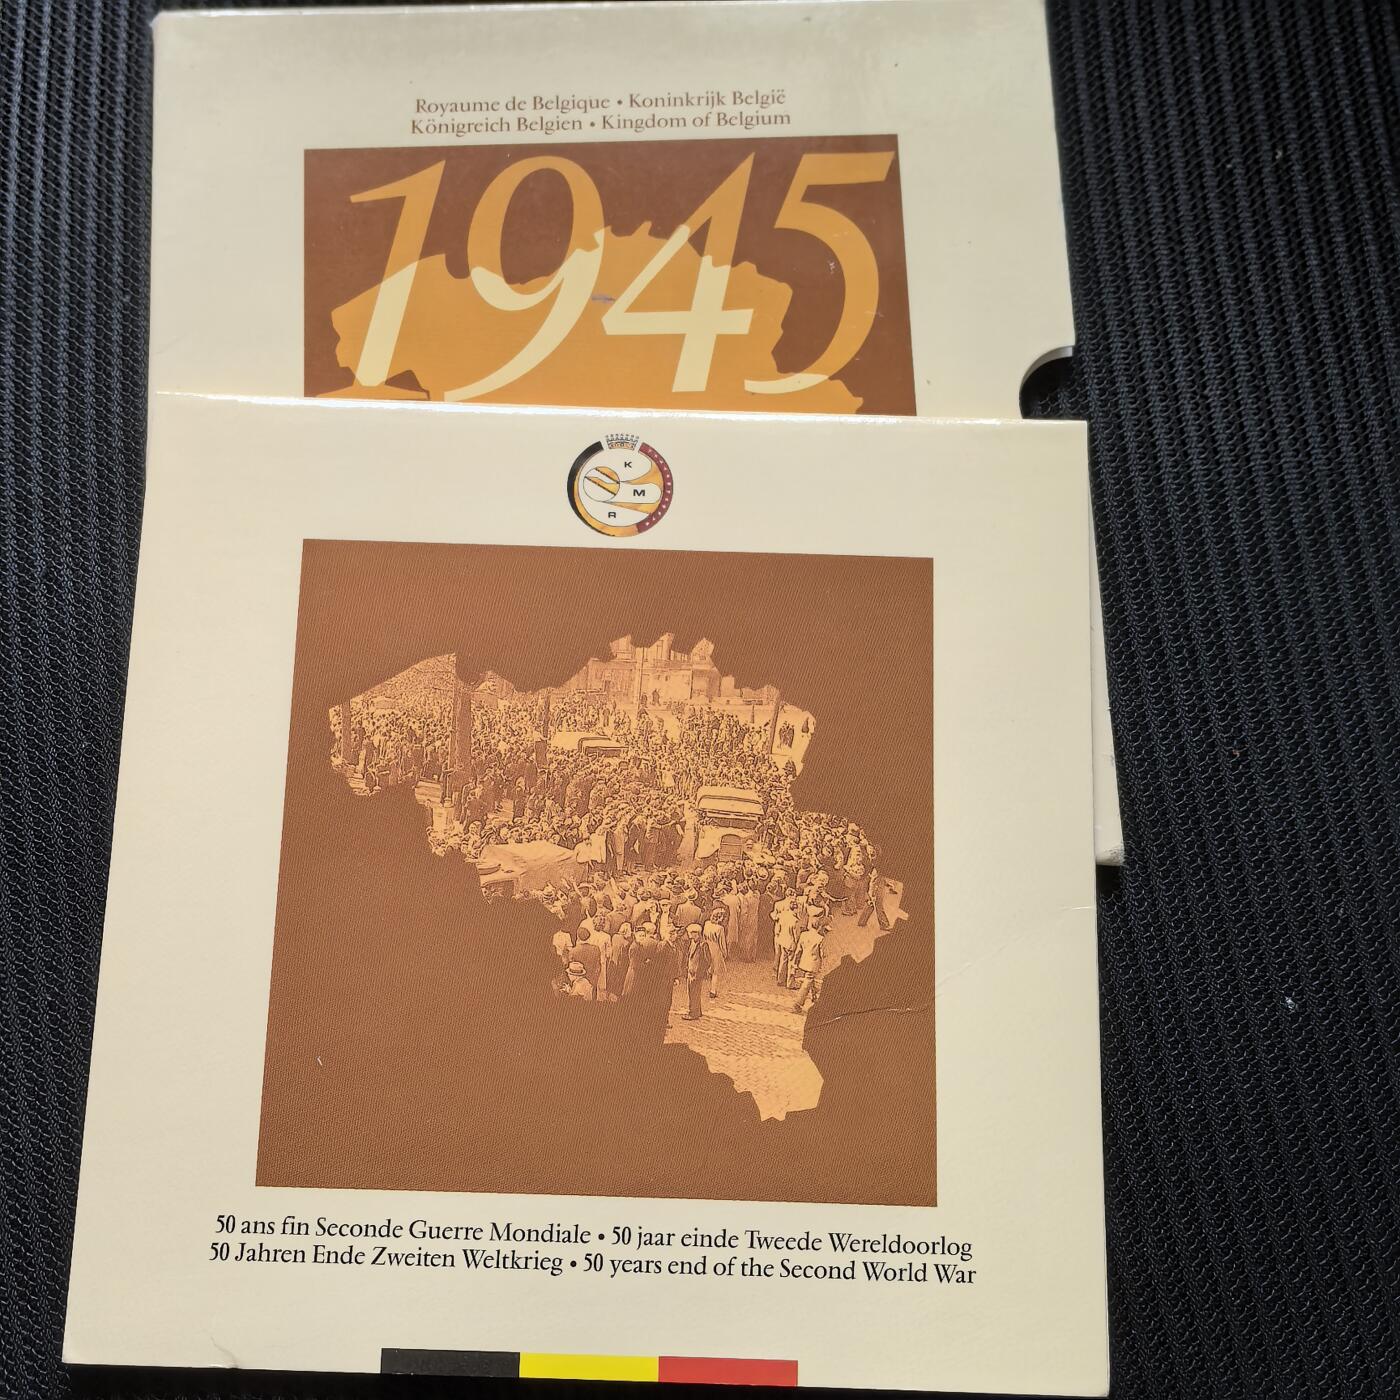 Royaume de Belgique • Koninkrijk België
Königreich Belgien • Kingdom of Belgium
1945
K
M
R
50 ans fin Seconde Guerre Mondiale • 50 jaar einde Tweede Wereldoorlog
50 Jahren Ende Zweiten Weltkrieg • 50 years end of the Second World War